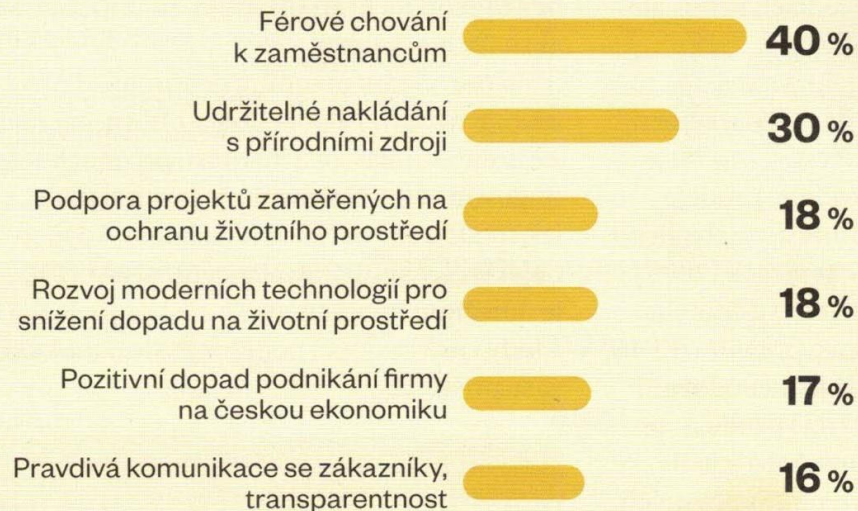 Férové chování
k zaměstnancům
40 %
Udržitelné nakládání
s přírodními zdroji
30 %
Podpora projektů zaměřených na
ochranu životního prostředí
18 %
Rozvoj moderních technologií pro
snížení dopadu na životní prostředí
18 %
Pozitivní dopad podnikání firmy
na českou ekonomiku
17 %
Pravdivá komunikace se zákazníky,
transparentnost
16 %